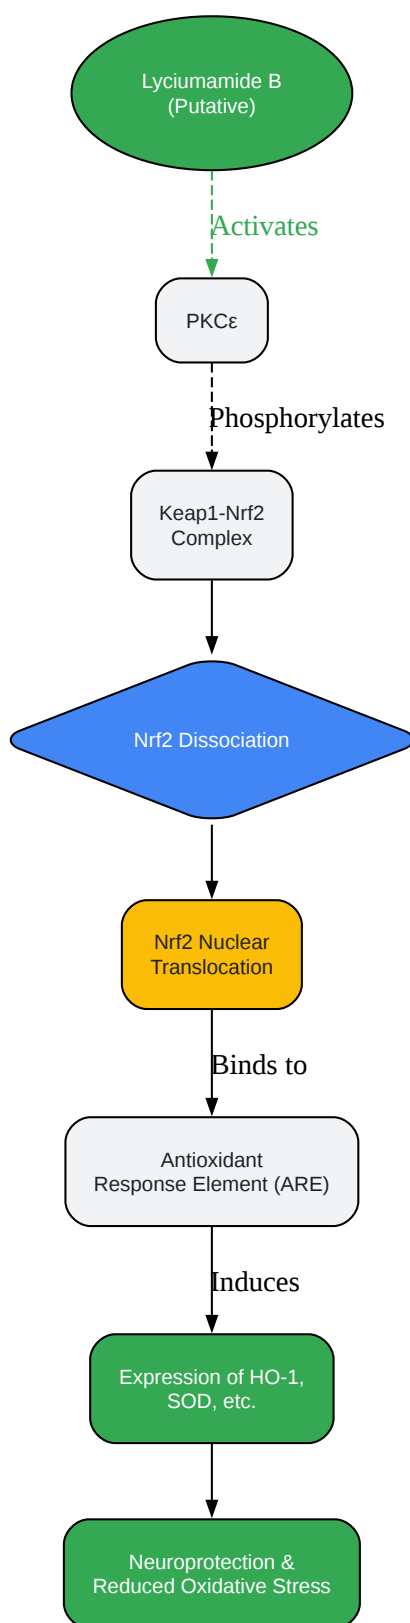 Lyciumamide B
(Putative)
Activates
PKCε
Phosphorylates
Keap1-Nrf2
Complex
Nrf2 Dissociation
Nrf2 Nuclear
Translocation
Binds to
Antioxidant
Response Element (ARE)
Induces
Expression of HO-1,
SOD, etc.
Neuroprotection &
Reduced Oxidative Stress